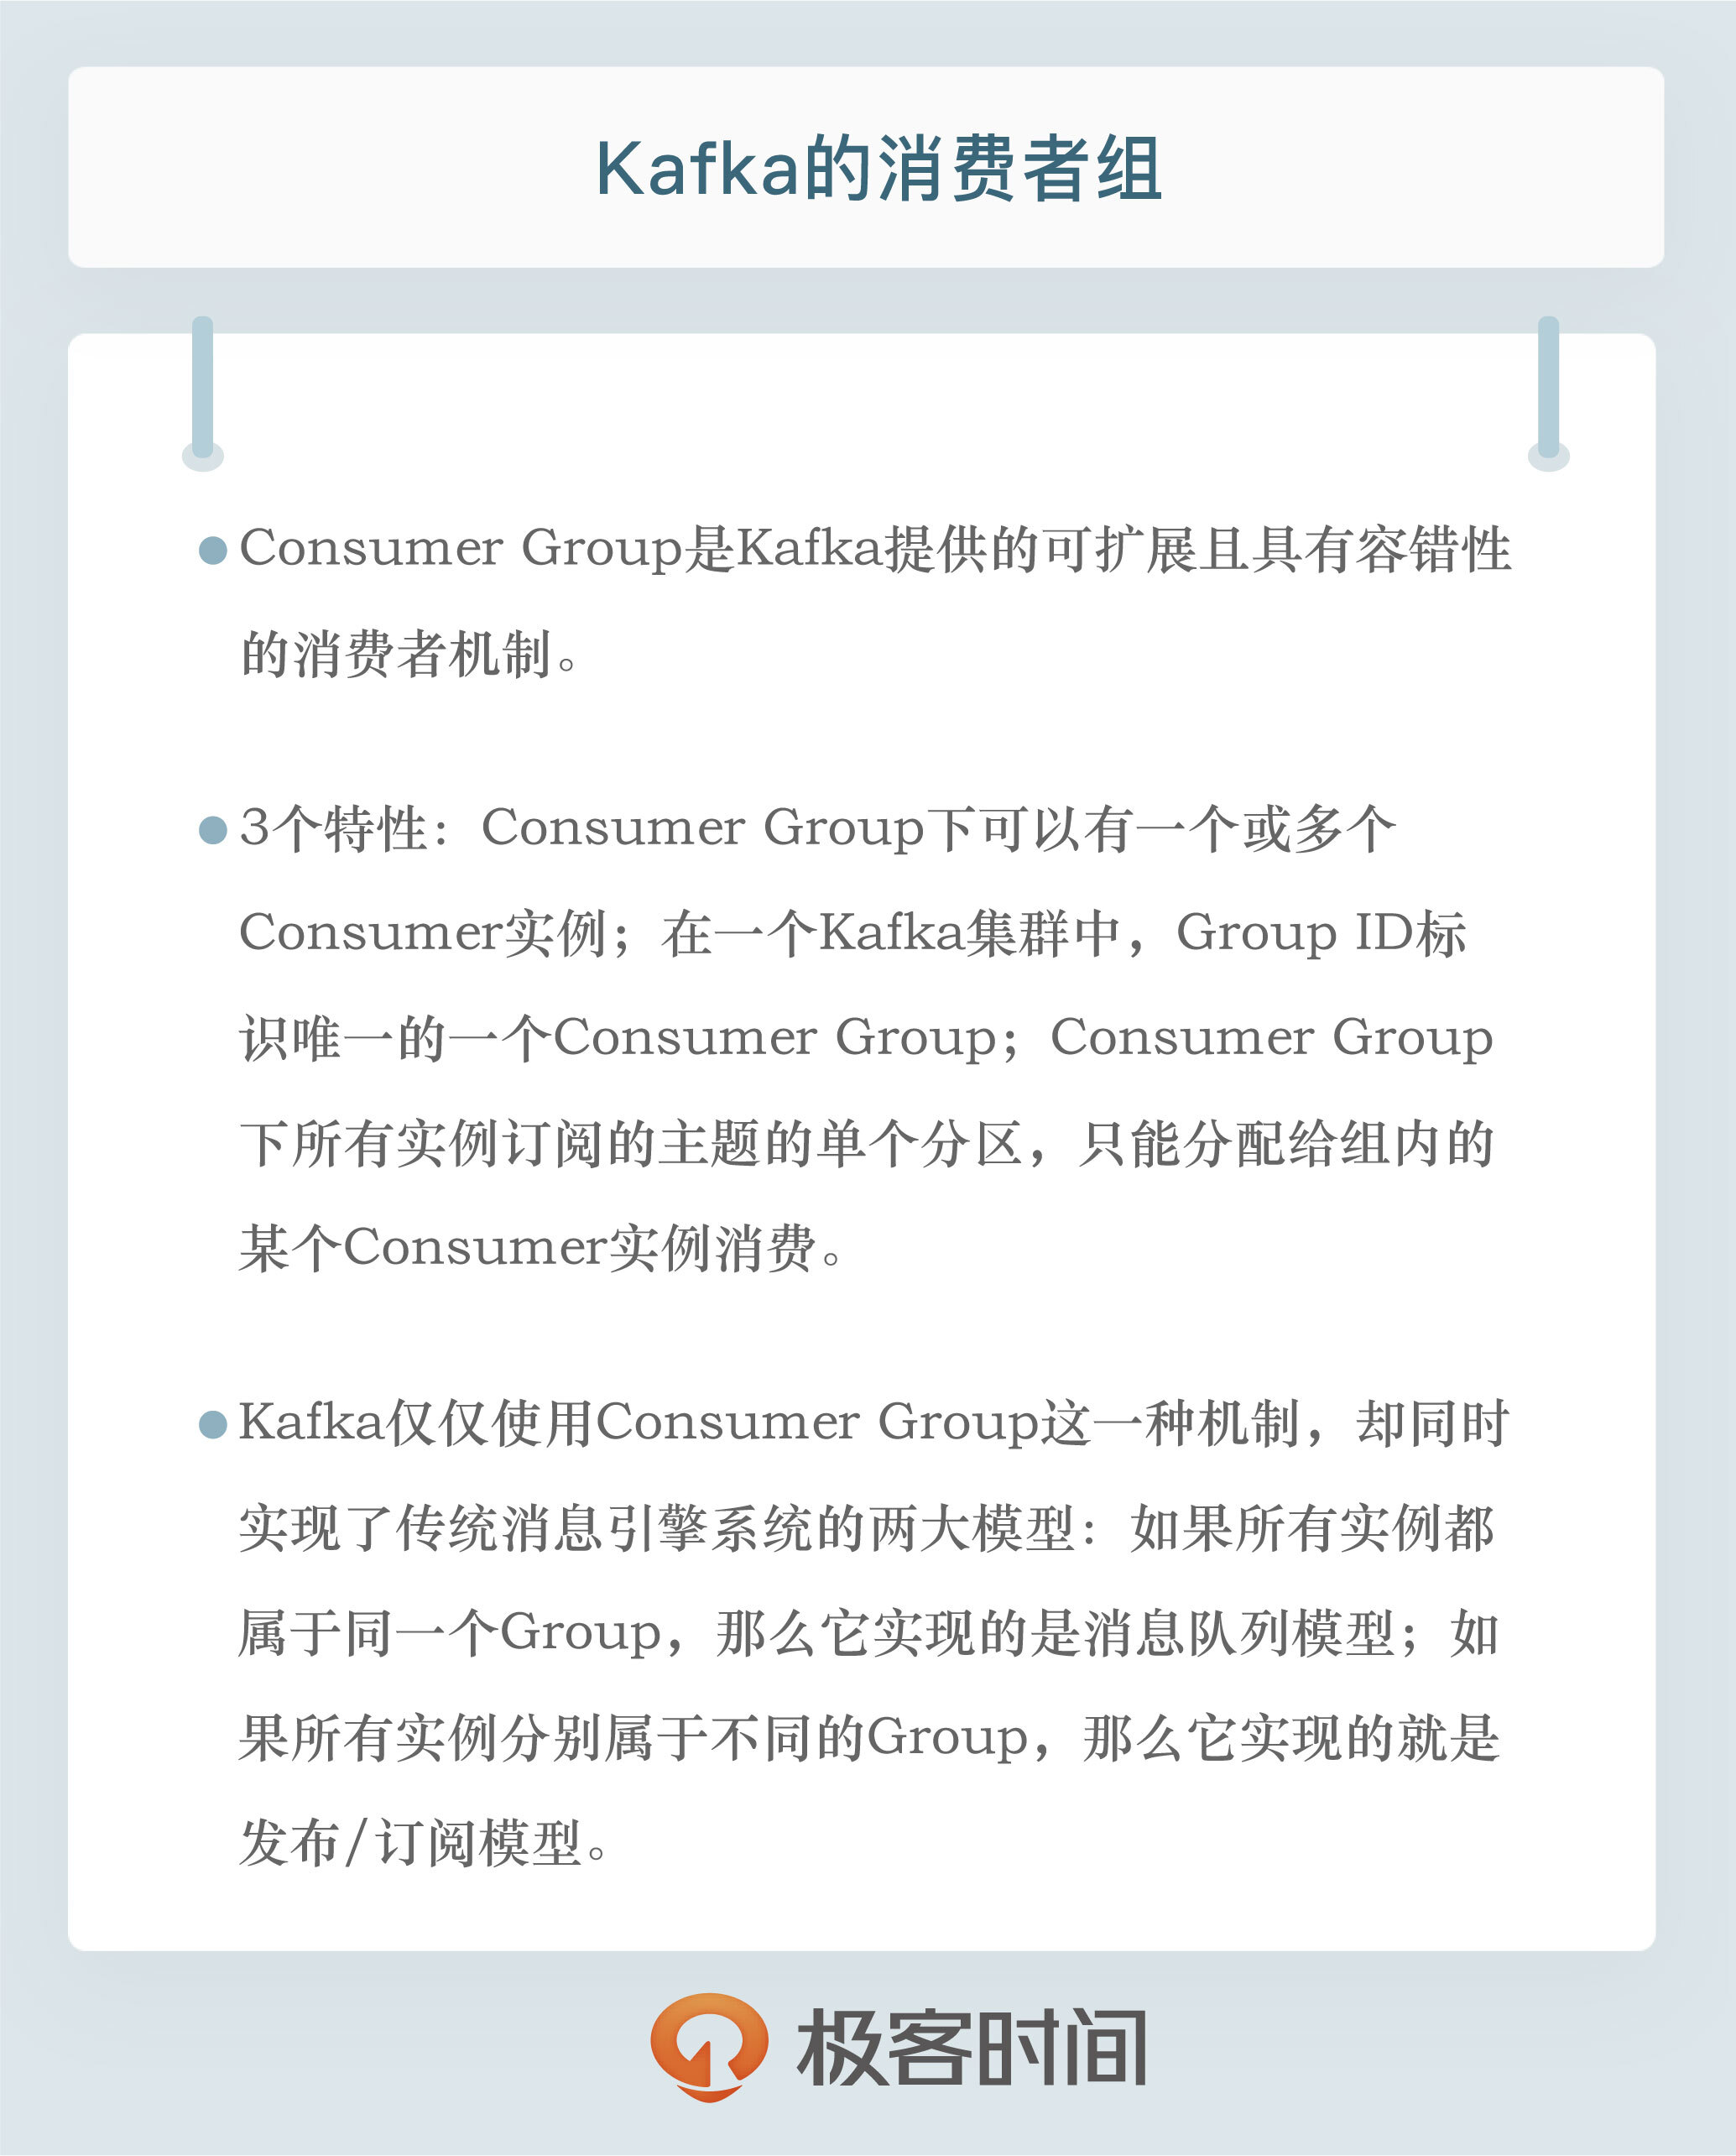 Kafka的消费者组
Consumer Group是Kafka提供的可扩展且具有容错性
的消费者机制。
3个特性：Consumer Group下可以有一个或多个
Consumer实例；在一个Kafka集群中，Group ID标
识唯一的一个Consumer Group；Consumer Group
下所有实例订阅的主题的单个分区，只能分配给组内的
某个Consumer实例消费。
Kafka仅仅使用Consumer Group这一种机制，却同时
实现了传统消息引擎系统的两大模型：如果所有实例都
属于同一个Group，那么它实现的是消息队列模型；如
果所有实例分别属于不同的Group，那么它实现的就是
发布/订阅模型。
极客时间